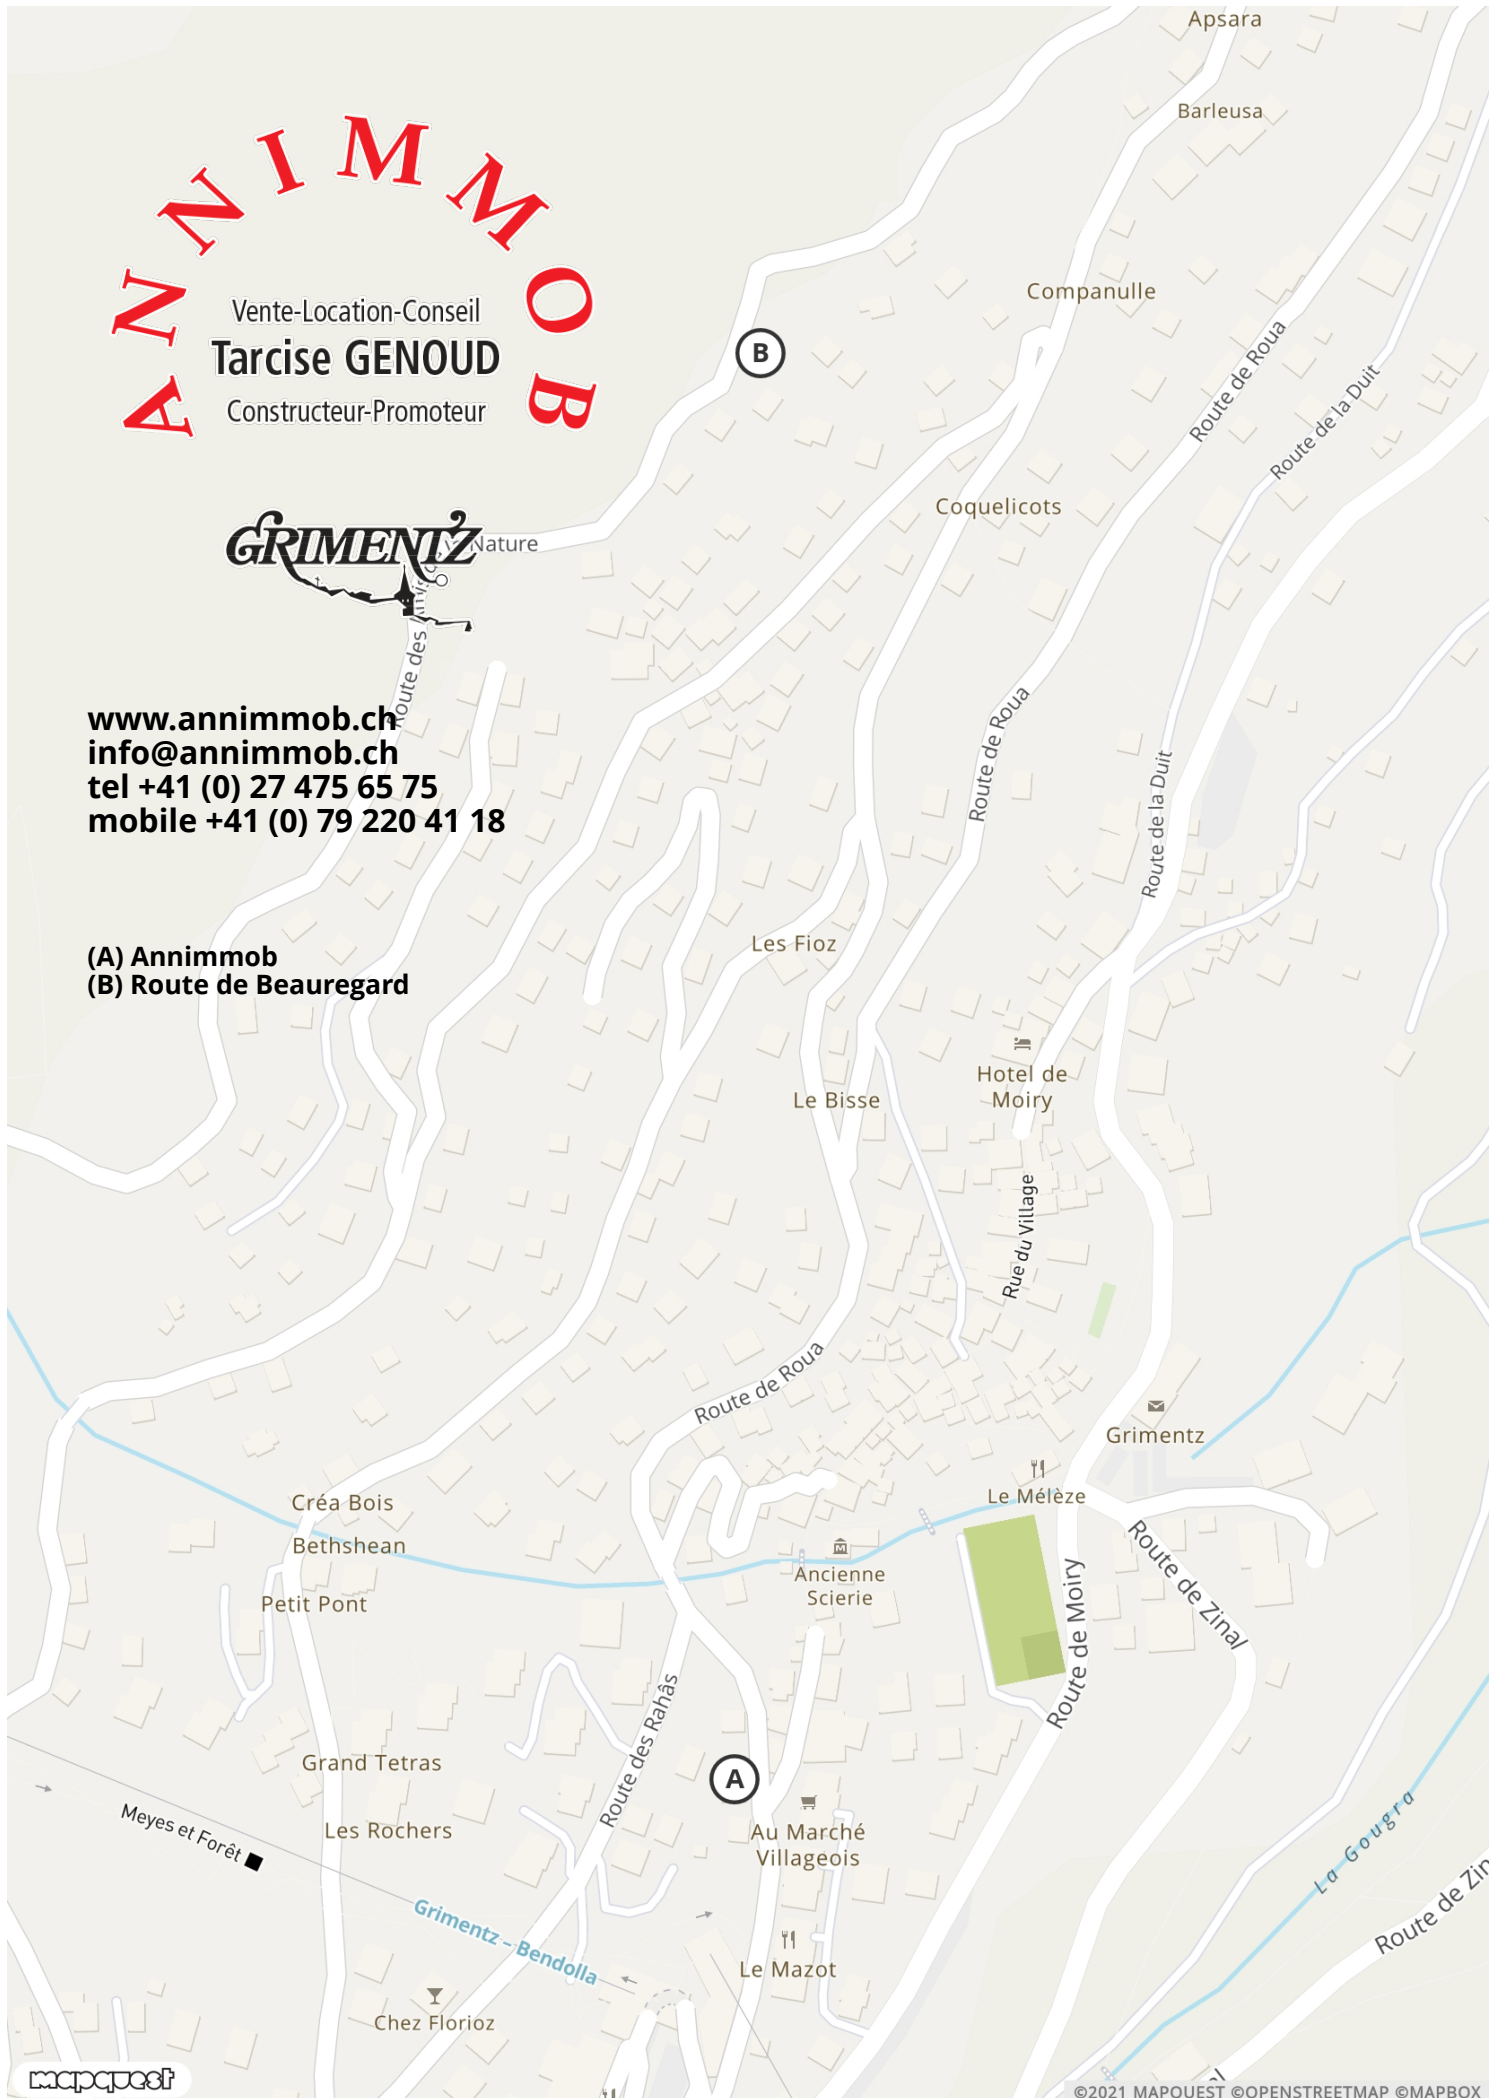 Apsara
Barleusa
ANNIMMOB
Vente-Location-Conseil
Tarcise GENOUD
Constructeur-Promoteur
Companulle
B
Route de Roua
Route de la Duit
Coquelicots
GRIMENTZ
Nature
Route des Amis
www.annimmob.ch
info@annimmob.ch
tel +41 (0) 27 475 65 75
mobile +41 (0) 79 220 41 18
Route de Roua
Route de la Duit
Les Fioz
(A) Annimmob
(B) Route de Beauregard
Hotel de
Moiry
Le Bisse
Rue du Village
Route de Roua
Grimentz
Le Mélèze
Créa Bois
Bethshean
Ancienne
Scierie
Petit Pont
Route de Moiry
Route de Zinal
Route des Rahâs
Grand Tetras
A
Meyes et Forêt
Les Rochers
Au Marché
Villageois
La Gougra
Grimentz – Bendolla
Route de Zin
Le Mazot
Chez Florioz
mapquest
©2021 MAPQUEST ©OPENSTREETMAP ©MAPBOX